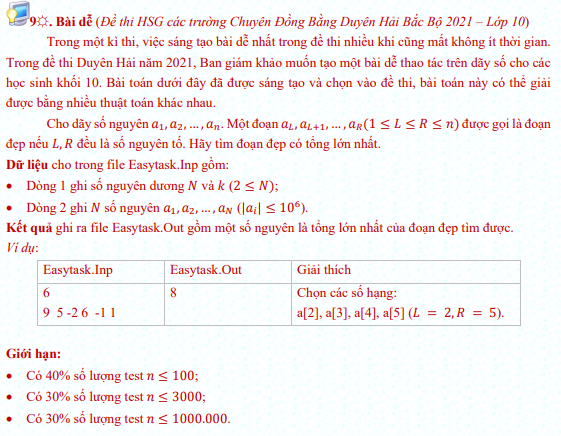 9☼. Bài dễ (Đề thi HSG các trường Chuyên Đồng Bằng Duyên Hải Bắc Bộ 2021 – Lớp 10)
Trong một kì thi, việc sáng tạo bài dễ nhất trong đề thi nhiều khi cũng mất không ít thời gian.
Trong đề thi Duyên Hải năm 2021, Ban giám khảo muốn tạo một bài dễ thao tác trên dãy số cho các
học sinh khối 10. Bài toán dưới đây đã được sáng tạo và chọn vào đề thi, bài toán này có thể giải
được bằng nhiều thuật toán khác nhau.
Cho dãy số nguyên a₁, a₂, ..., aₙ. Một đoạn a_L, a_{L+1}, ..., a_R (1 ≤ L ≤ R ≤ n) được gọi là đoạn
đẹp nếu L, R đều là số nguyên tố. Hãy tìm đoạn đẹp có tổng lớn nhất.
Dữ liệu cho trong file Easytask.Inp gồm:
• Dòng 1 ghi số nguyên dương N và k (2 ≤ N);
• Dòng 2 ghi N số nguyên a₁, a₂, ..., a_N (|aᵢ| ≤ 10⁶).
Kết quả ghi ra file Easytask.Out gồm một số nguyên là tổng lớn nhất của đoạn đẹp tìm được.
Ví dụ:
Easytask.Inp Easytask.Out Giải thích
6 8 Chọn các số hạng:
9 5 -2 6 -1 1 a[2], a[3], a[4], a[5] (L = 2, R = 5).
Giới hạn:
• Có 40% số lượng test n ≤ 100;
• Có 30% số lượng test n ≤ 3000;
• Có 30% số lượng test n ≤ 1000.000.